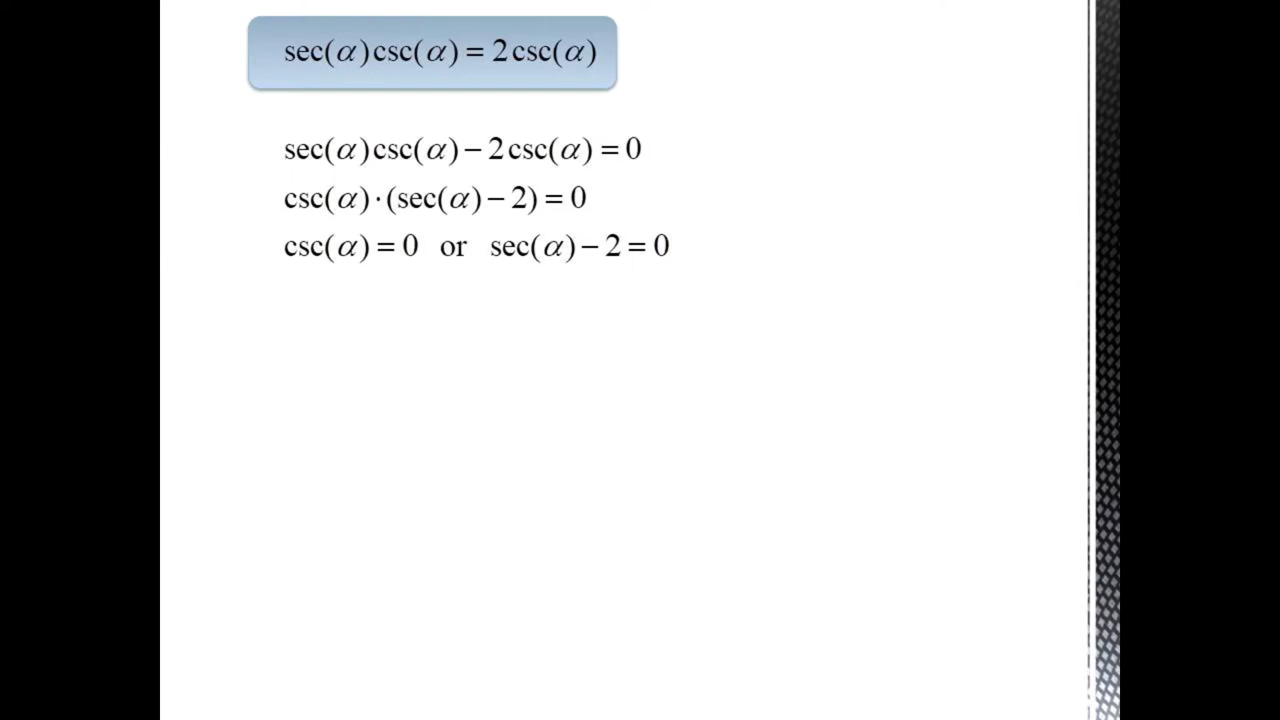 sec(α)csc(α) = 2csc(α)
sec(α)csc(α) − 2csc(α) = 0
csc(α)·(sec(α) − 2) = 0
csc(α) = 0 or sec(α) − 2 = 0